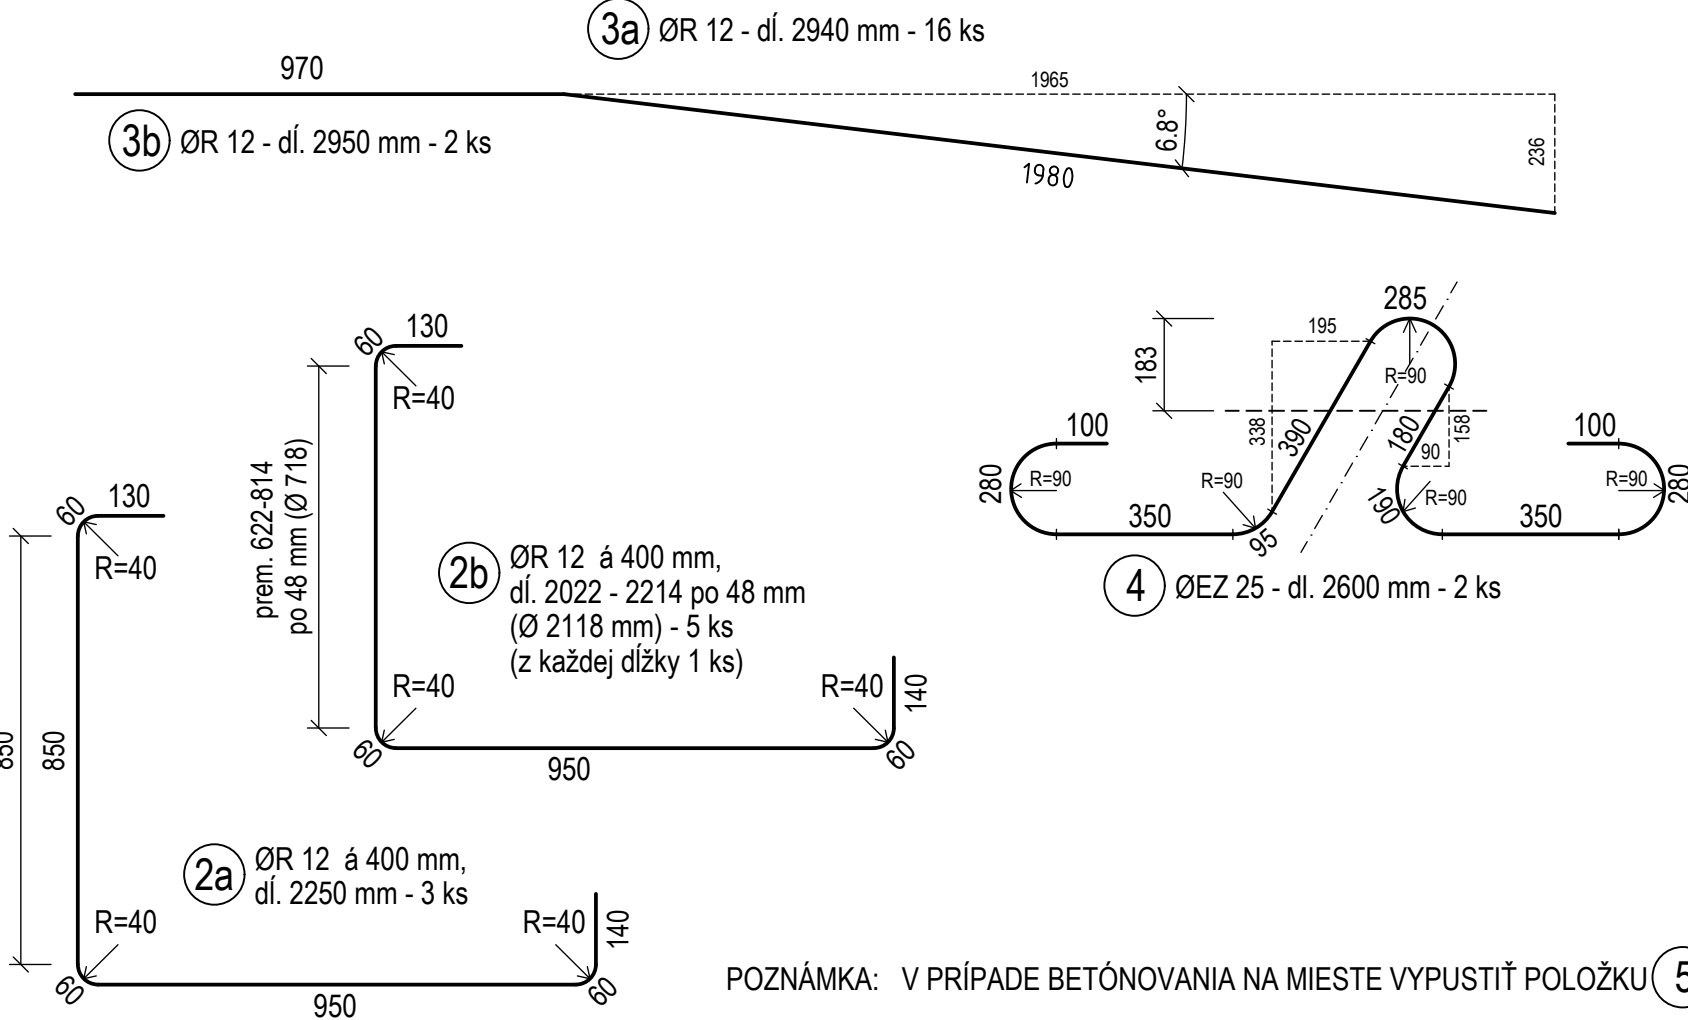 3a ØR 12 - dĺ. 2940 mm - 16 ks
970
1965
3b ØR 12 - dĺ. 2950 mm - 2 ks
6.8°
236
1980
60
130
R=40
prem. 622-814
po 48 mm (Ø 718)
2b ØR 12 á 400 mm,
dĺ. 2022 - 2214 po 48 mm
(Ø 2118 mm) - 5 ks
(z každej dĺžky 1 ks)
R=40
R=40
140
60
950
60
285
195
183
R=90
338
390
180
158
90
100
100
280
R=90
R=90
R=90
R=90
280
350
95
190
350
4 ØEZ 25 - dl. 2600 mm - 2 ks
60
130
R=40
850
850
2a ØR 12 á 400 mm,
dĺ. 2250 mm - 3 ks
R=40
R=40
140
60
950
60
POZNÁMKA: V PRÍPADE BETÓNOVANIA NA MIESTE VYPUSTIŤ POLOŽKU 5